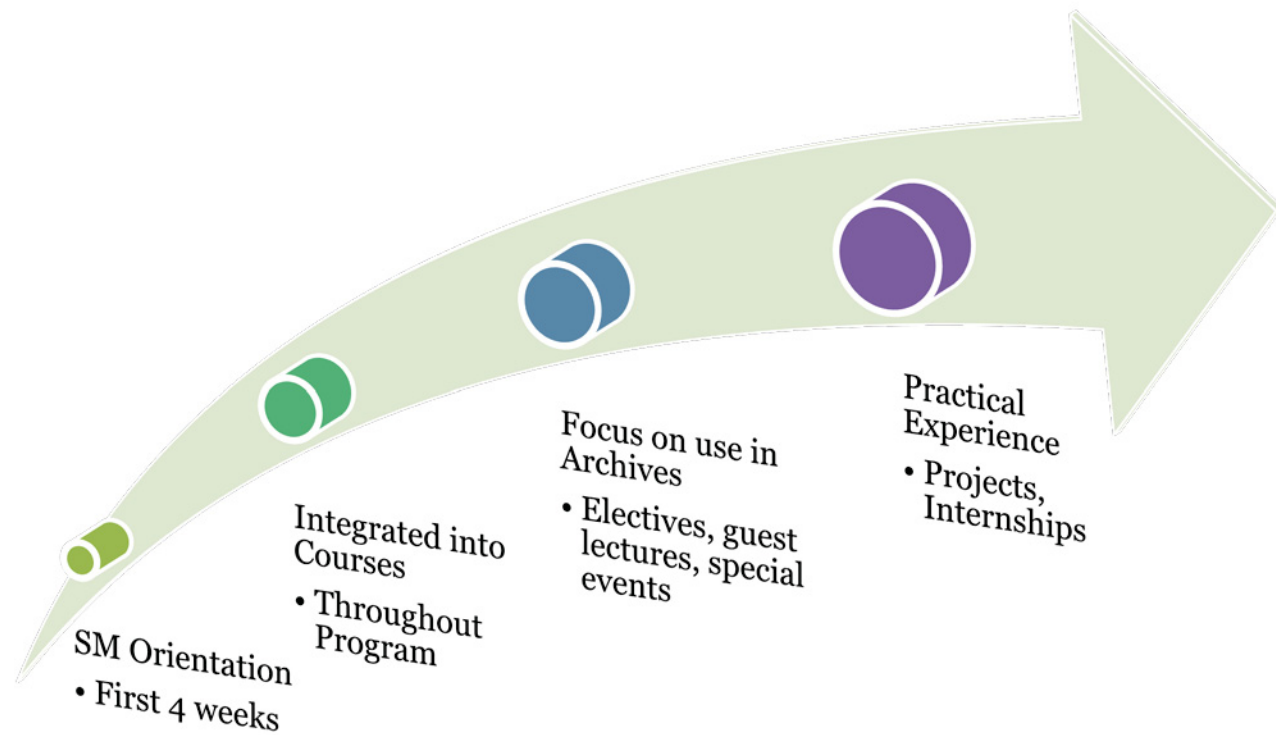 SM Orientation
• First 4 weeks
Integrated into
Courses
• Throughout
Program
Focus on use in
Archives
• Electives, guest
lectures, special
events
Practical
Experience
• Projects,
Internships